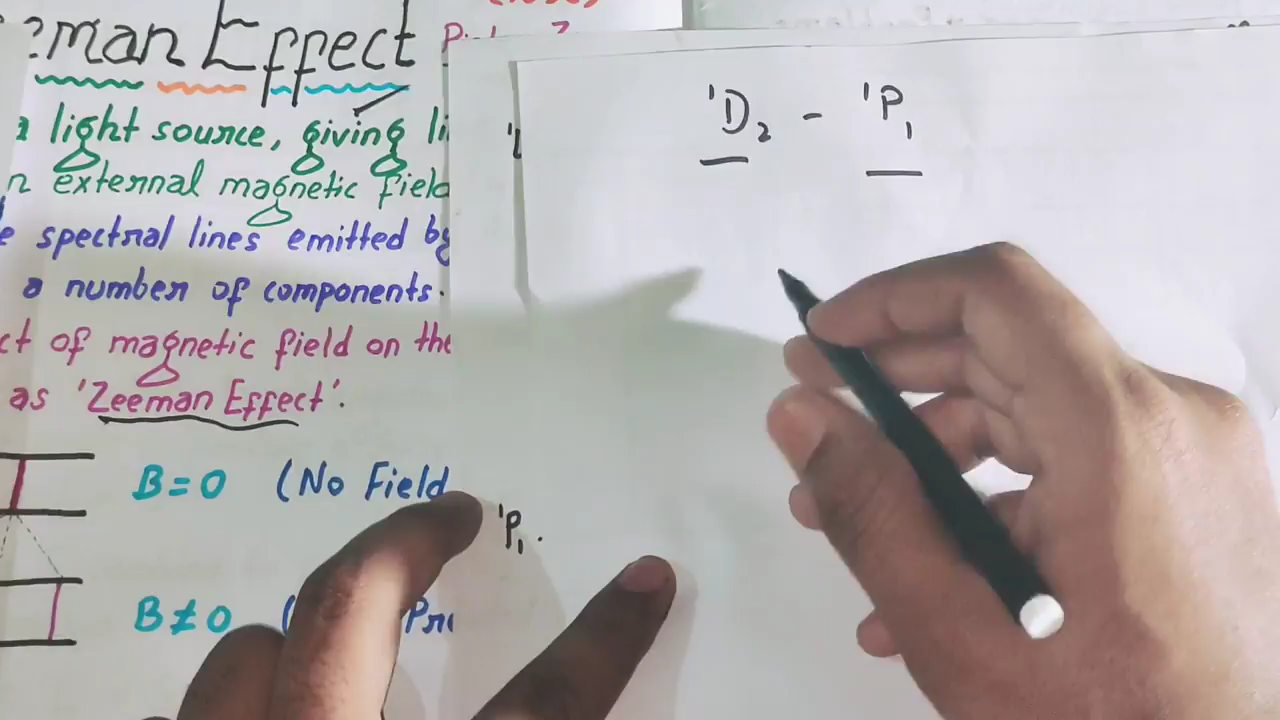 eman Effect
a light source, giving li
n external magnetic field
e spectral lines emitted by
a number of components.
ct of magnetic field on the
as 'Zeeman Effect'.
B = 0 (No Field
B ≠ 0 (
¹D₂ - ¹P₁
¹P₁.